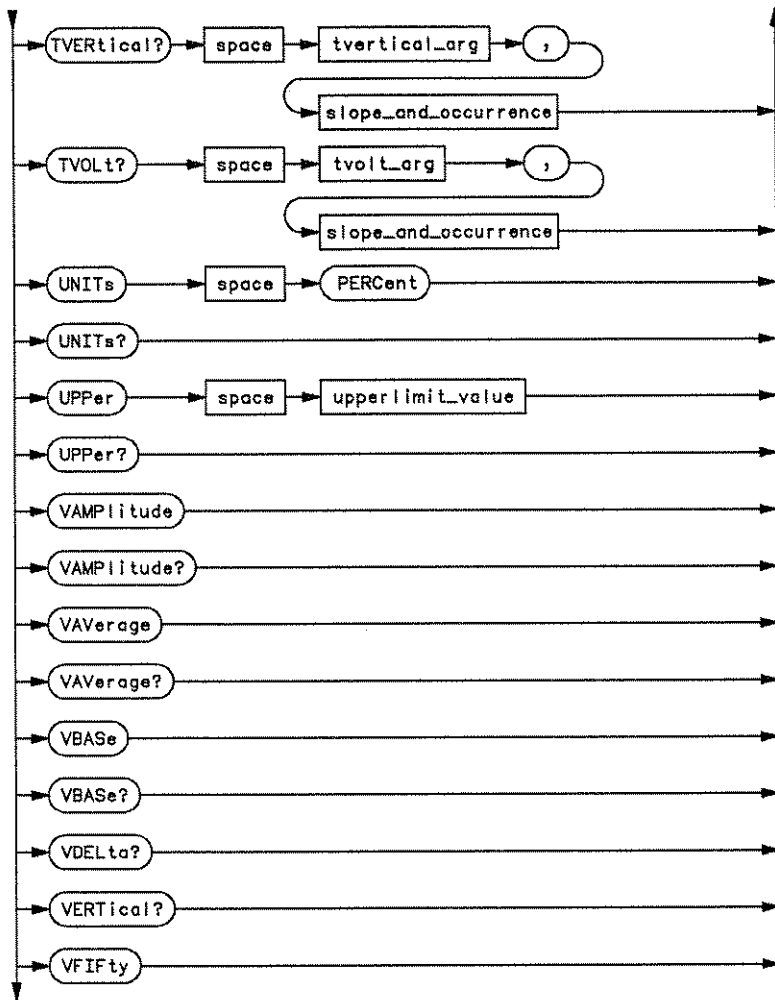 TVERtical? space tvertical_arg ,
slope_and_occurrence
TVOLt? space tvolt_arg ,
slope_and_occurrence
UNITs space PERCent
UNITs?
UPPer space upperlimit_value
UPPer?
VAMPlitude
VAMPlitude?
VAVerage
VAVerage?
VBASe
VBASe?
VDELta?
VERTical?
VFIFty